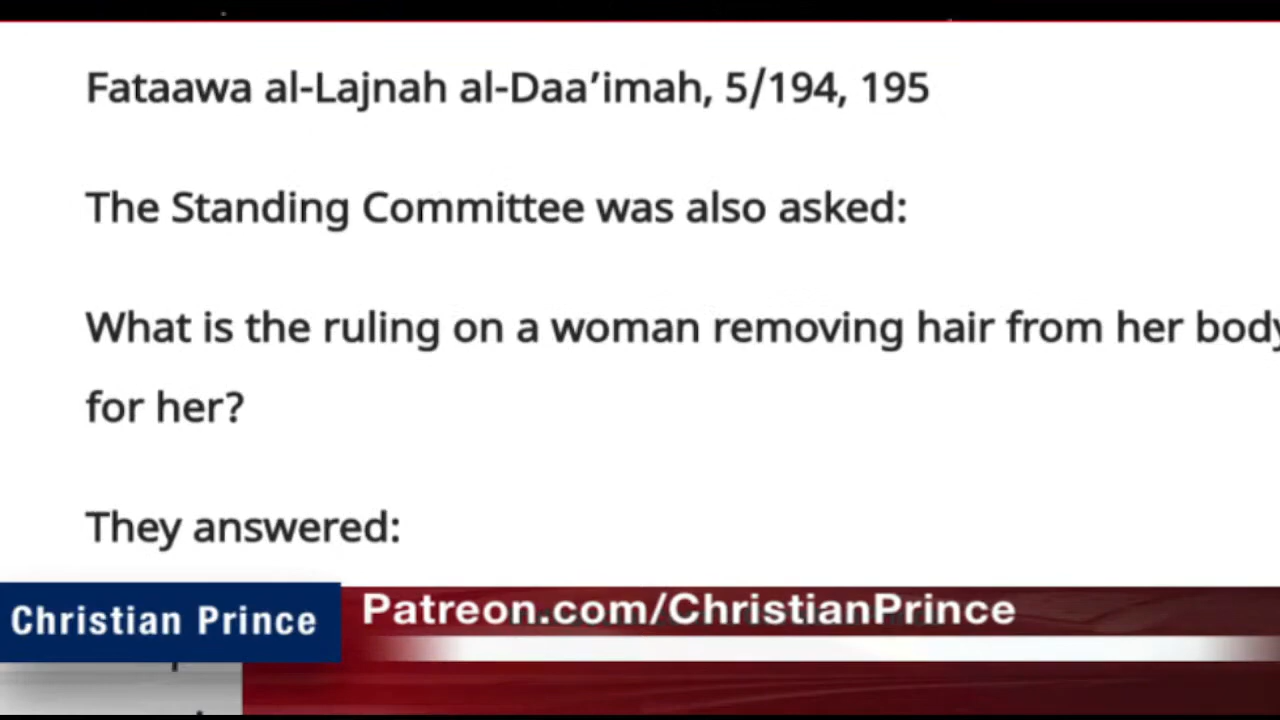 Fataawa al-Lajnah al-Daa’imah, 5/194, 195
The Standing Committee was also asked:
What is the ruling on a woman removing hair from her body
for her?
They answered:
Christian Prince
Patreon.com/ChristianPrince